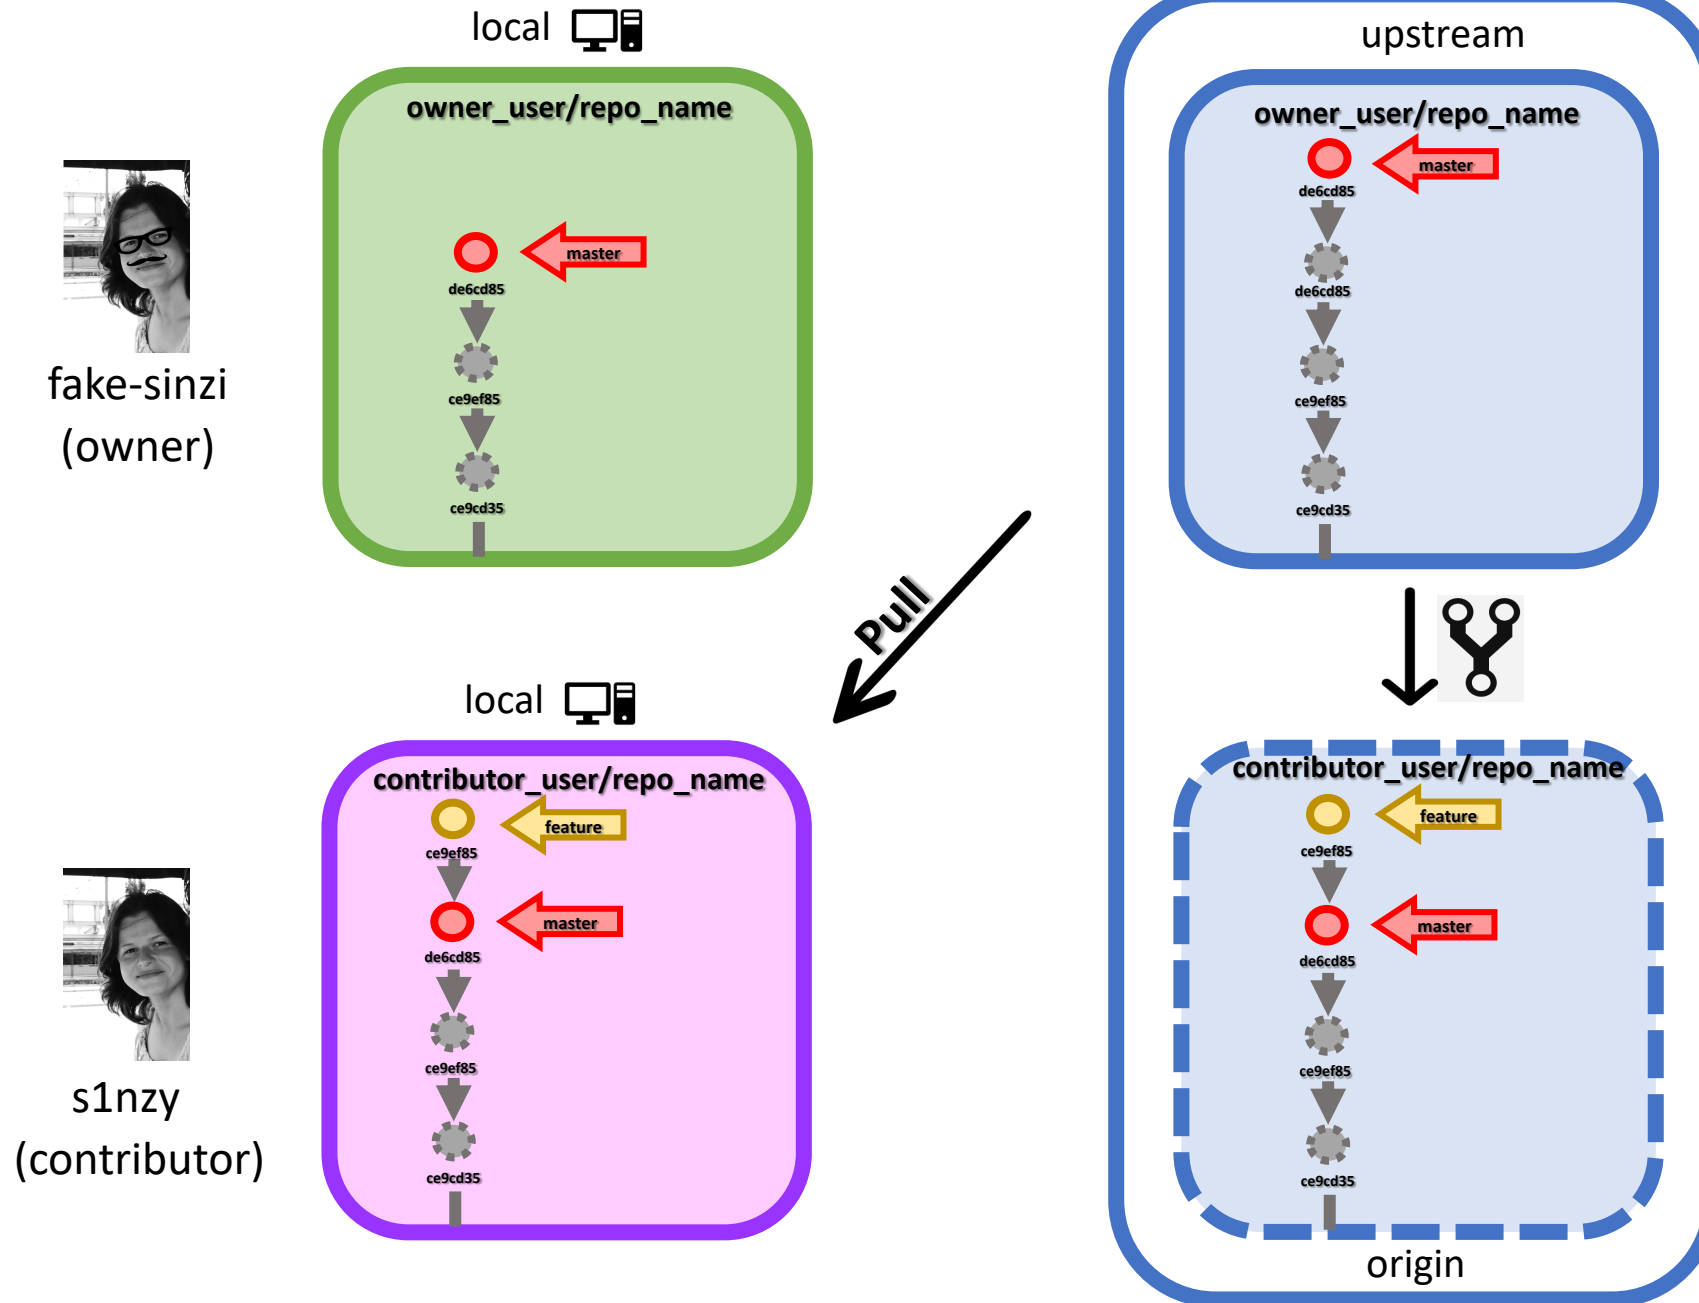 local
owner_user/repo_name
master
de6cd85
ce9ef85
ce9cd35
fake-sinzi
(owner)
upstream
owner_user/repo_name
master
de6cd85
de6cd85
ce9ef85
ce9cd35
Pull
local
contributor_user/repo_name
feature
ce9ef85
master
de6cd85
ce9ef85
ce9cd35
s1nzy
(contributor)
contributor_user/repo_name
feature
ce9ef85
master
de6cd85
ce9ef85
ce9cd35
origin